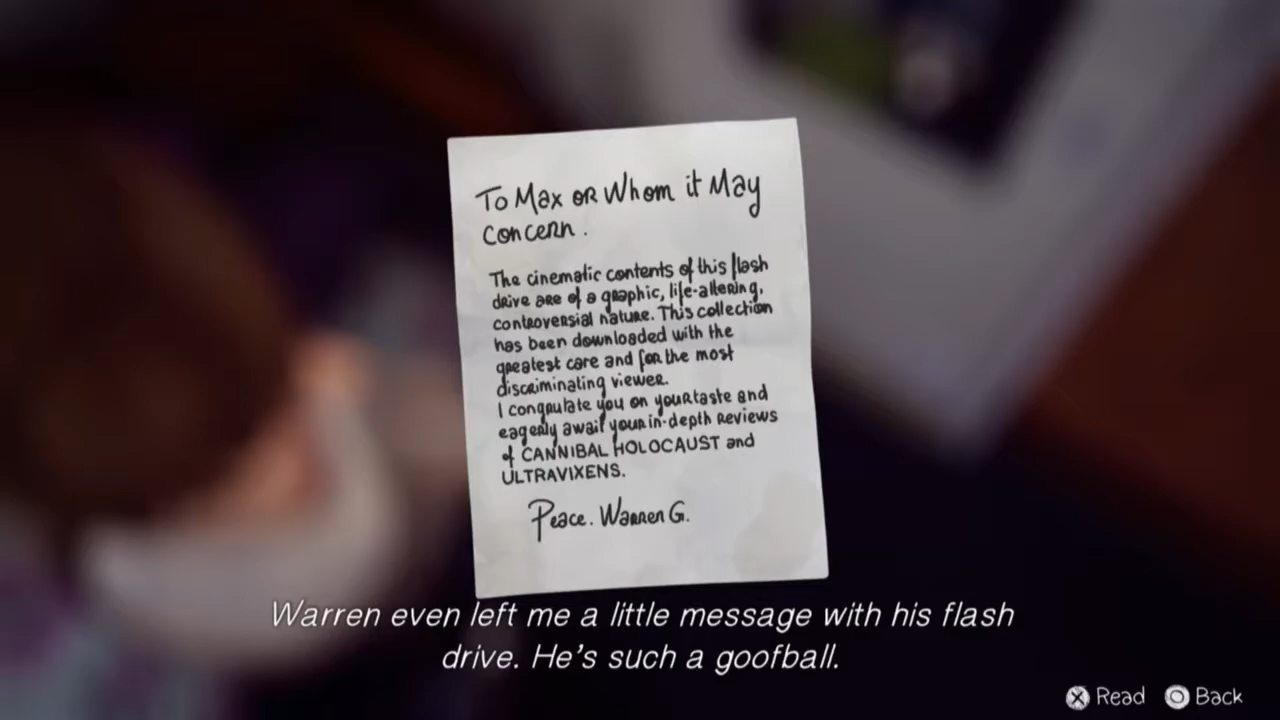 To Max or Whom it May
Concern.
The cinematic contents of this flash
drive are of a graphic, life-altering,
controversial nature. This collection
has been downloaded with the
greatest care and for the most
discriminating viewer.
I congrulate you on your taste and
eagerly await your in-depth reviews
of CANNIBAL HOLOCAUST and
ULTRAVIXENS.
Peace. Warren G.
Warren even left me a little message with his flash
drive. He's such a goofball.
Read Back